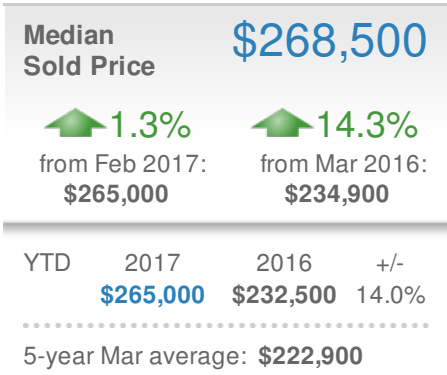 Median $268,500
Sold Price
1.3% 14.3%
from Feb 2017: from Mar 2016:
$265,000 $234,900
YTD 2017 2016 +/-
$265,000 $232,500 14.0%
5-year Mar average: $222,900